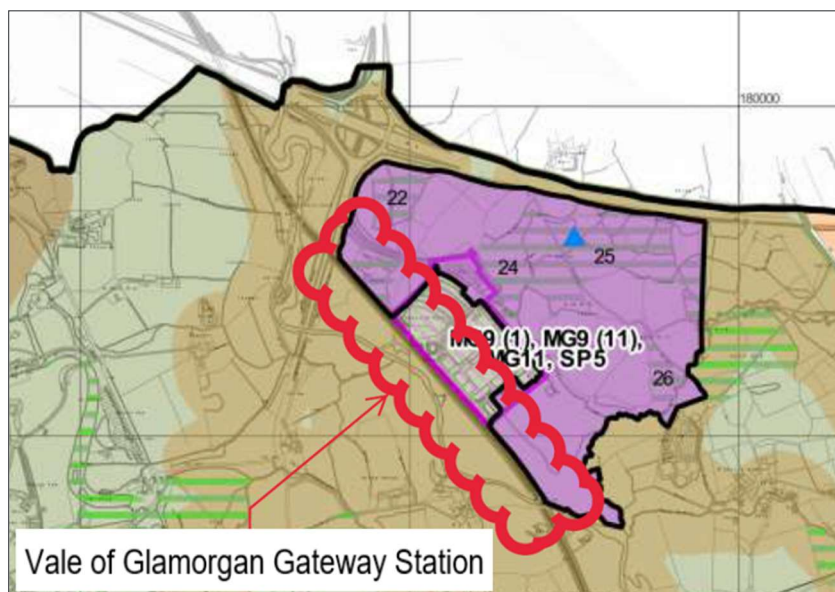 180000
22
24
25
MG9 (1), MG9 (11),
MG11, SP5
26
Vale of Glamorgan Gateway Station